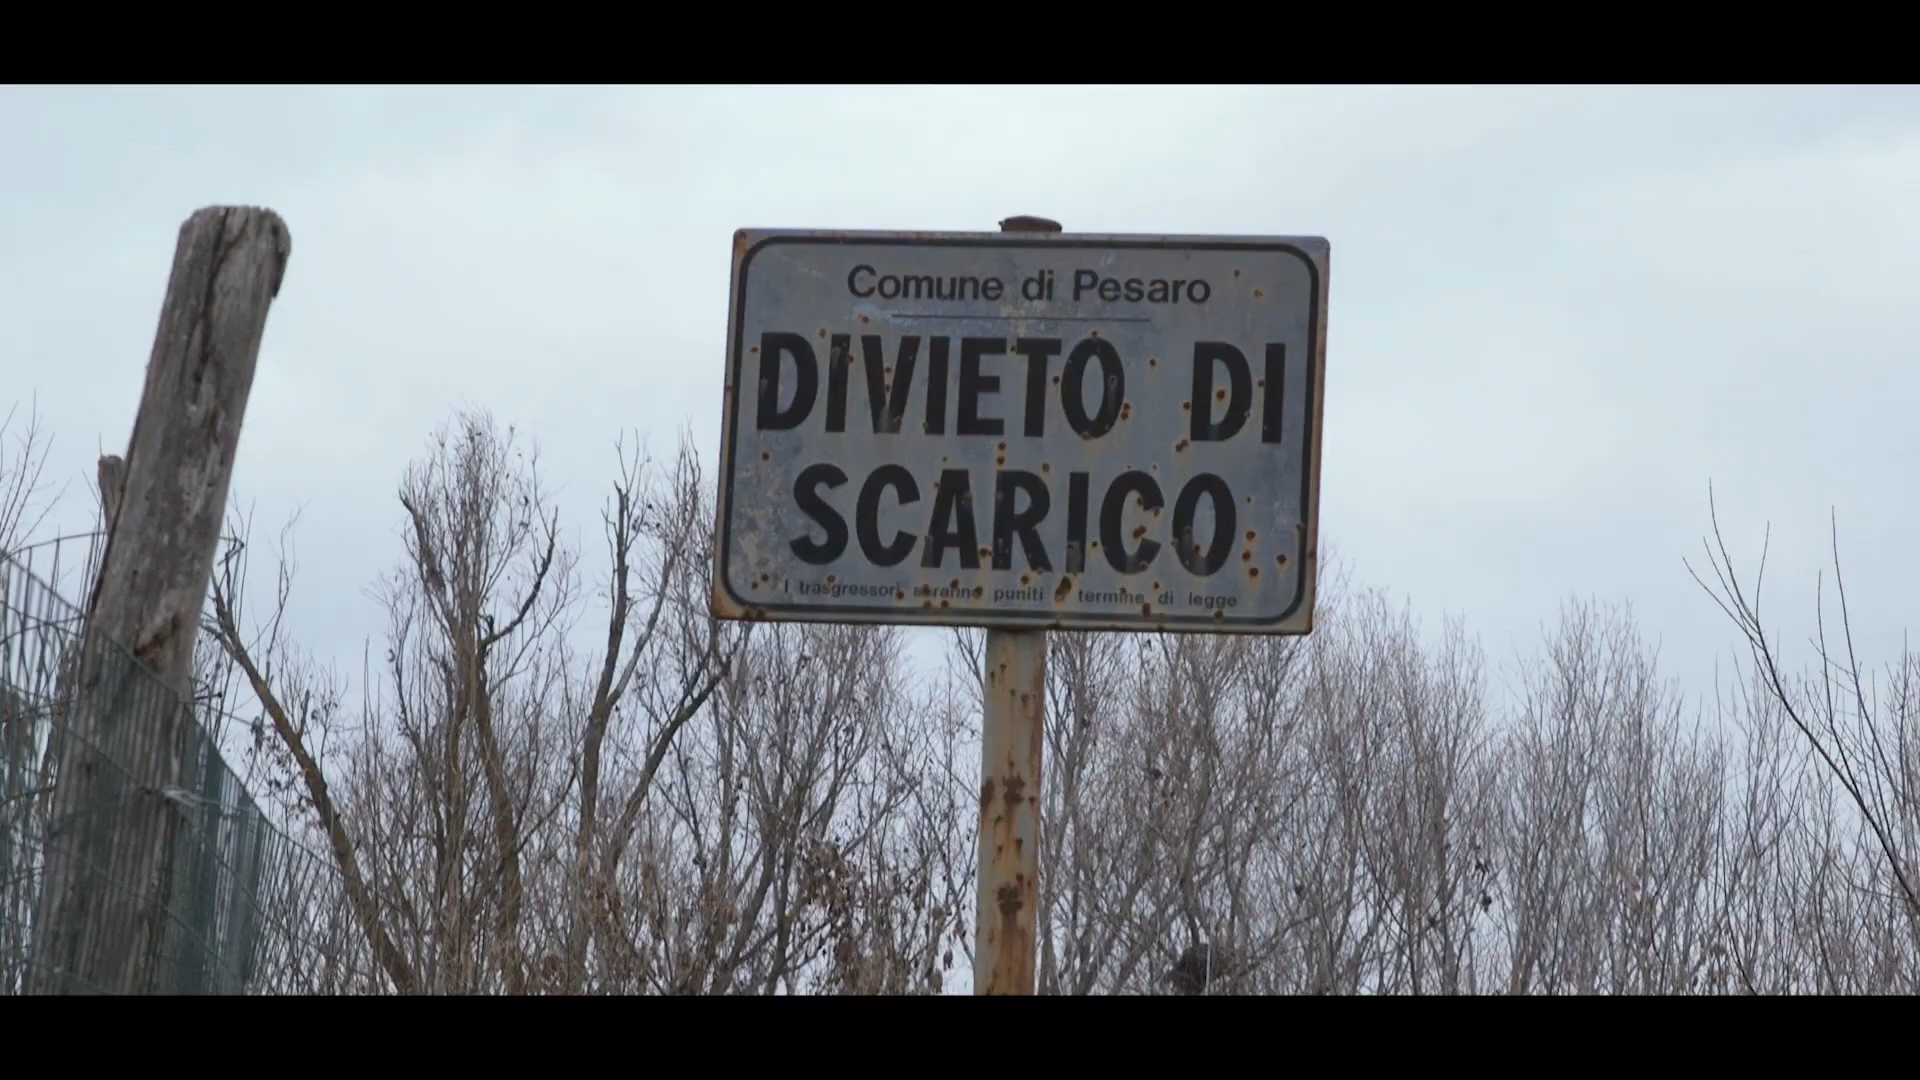 Comune di Pesaro
DIVIETO DI
SCARICO
I trasgressori saranno puniti a termine di legge